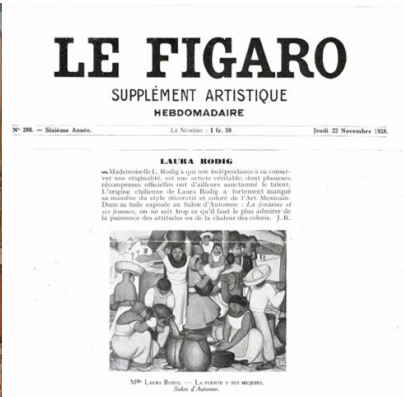 LE FIGARO
SUPPLÉMENT ARTISTIQUE
HEBDOMADAIRE
N° 208. — Sixième Année.
LE NUMÉRO : 1 fr. 50
Jeudi 22 Novembre 1928.
LAURA RODIG
Mademoiselle L. Rodig à qui son indépendance à su conser-
ver une originalité, est une artiste véritable, dont plusieurs
récompenses officielles ont d'ailleurs sanctionné le talent.
L'origine chilienne de Laura Rodig a fortement marqué
sa manière du style décoratif et coloré de l'Art Mexicain.
Dans sa toile exposée au Salon d'Automne : La fontaine et
ses femmes, on ne sait trop ce qu'il faut le plus admirer de
la puissance des attitudes ou de la chaleur des coloris. J. R.
Mlle LAURA RODIG. — LA FUENTE Y SUS MUJERES.
Salon d'Automne.